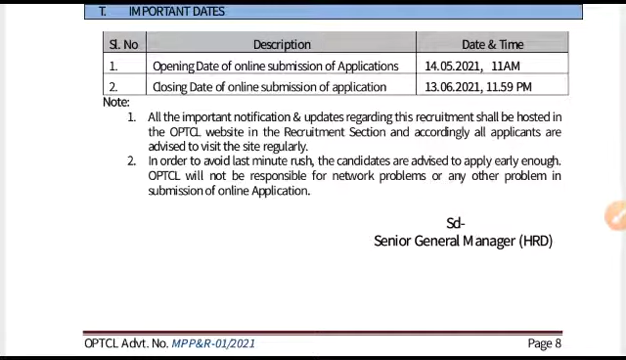 T. IMPORTANT DATES
Sl. No Description Date & Time
1. Opening Date of online submission of Applications 14.05.2021, 11AM
2. Closing Date of online submission of application 13.06.2021, 11.59 PM
Note:
1. All the important notification & updates regarding this recruitment shall be hosted in
the OPTCL website in the Recruitment Section and accordingly all applicants are
advised to visit the site regularly.
2. In order to avoid last minute rush, the candidates are advised to apply early enough.
OPTCL will not be responsible for network problems or any other problem in
submission of online Application.
Sd-
Senior General Manager (HRD)
OPTCL Advt. No. MPP&R-01/2021 Page 8